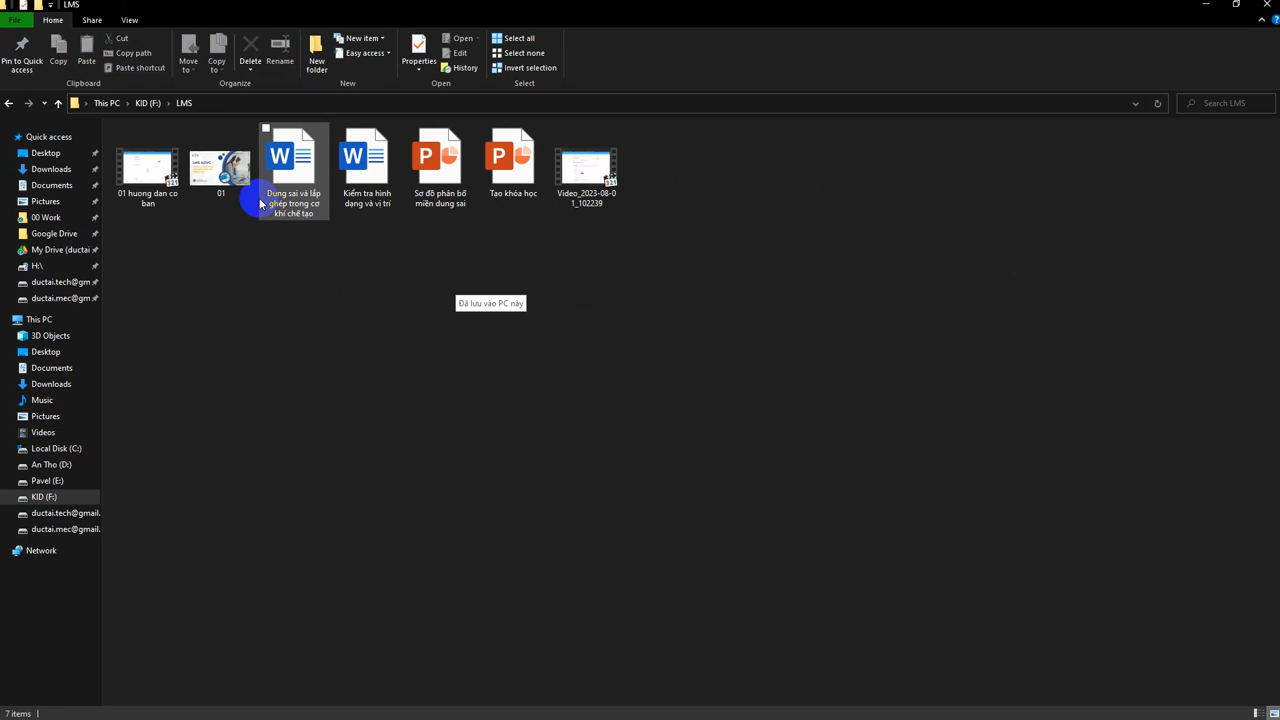 LMS
File
Home
Share
View
Pin to Quick
access
Copy
Paste
Cut
Copy path
Paste shortcut
Clipboard
Move
to
Copy
to
Delete
Rename
Organize
New
folder
New item
Easy access
New
Properties
Open
Edit
History
Open
Select all
Select none
Invert selection
Select
This PC
KID (F:)
LMS
Search LMS
Quick access
Desktop
Downloads
Documents
Pictures
00 Work
Google Drive
My Drive (ductai
H:\
ductai.tech@gm
ductai.mec@gm
This PC
3D Objects
Desktop
Documents
Downloads
Music
Pictures
Videos
Local Disk (C:)
An Tho (D:)
Pavel (E:)
KID (F:)
ductai.tech@gmail.
ductai.mec@gmail.
Network
01 huong dan co
ban
01
Dung sai và lắp
ghép trong cơ
khí chế tạo
Kiểm tra hình
dạng và vị trí
Sơ đồ phân bố
miền dung sai
Tạo khóa học
Video_2023-08-0
1_102239
Đã lưu vào PC này
7 items